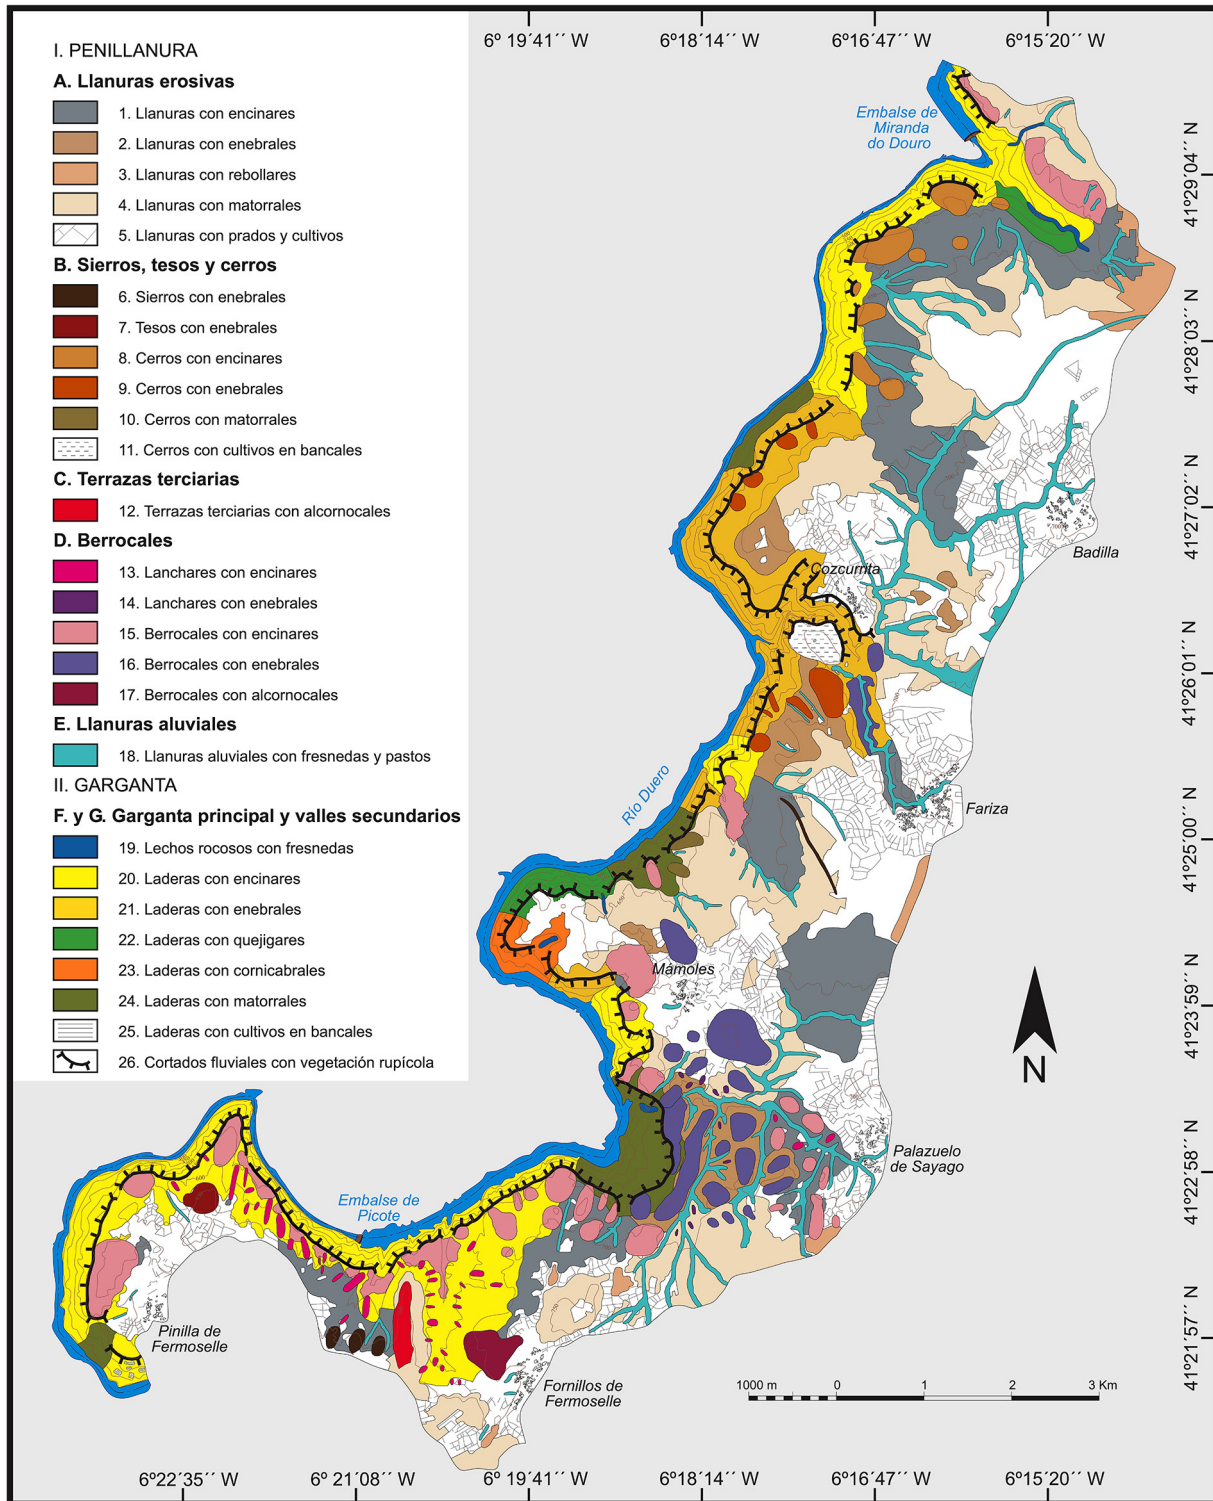 I. PENILLANURA
A. Llanuras erosivas
1. Llanuras con encinares
2. Llanuras con enebrales
3. Llanuras con rebollares
4. Llanuras con matorrales
5. Llanuras con prados y cultivos
B. Sierros, tesos y cerros
6. Sierros con enebrales
7. Tesos con enebrales
8. Cerros con encinares
9. Cerros con enebrales
10. Cerros con matorrales
11. Cerros con cultivos en bancales
C. Terrazas terciarias
12. Terrazas terciarias con alcornocales
D. Berrocales
13. Lanchares con encinares
14. Lanchares con enebrales
15. Berrocales con encinares
16. Berrocales con enebrales
17. Berrocales con alcornocales
E. Llanuras aluviales
18. Llanuras aluviales con fresnedas y pastos
II. GARGANTA
F. y G. Garganta principal y valles secundarios
19. Lechos rocosos con fresnedas
20. Laderas con encinares
21. Laderas con enebrales
22. Laderas con quejigares
23. Laderas con cornicabrales
24. Laderas con matorrales
25. Laderas con cultivos en bancales
26. Cortados fluviales con vegetación rupícola
6º 19´41´´ W
6º18´14´´ W
6º16´47´´ W
6º15´20´´ W
Embalse de
Miranda
do Douro
41º29´04´´ N
41º28´03´´ N
41º27´02´´ N
Badilla
Cozcurrita
41º26´01´´ N
Río Duero
Fariza
41º25´00´´ N
Mámoles
41º23´59´´ N
N
Palazuelo
de Sayago
41º22´58´´ N
Embalse de
Picote
Pinilla de
Fermoselle
41º21´57´´ N
Fornillos de
Fermoselle
1000 m 0 1 2 3 Km
6º22´35´´ W
6º 21´08´´ W
6º 19´41´´ W
6º18´14´´ W
6º16´47´´ W
6º15´20´´ W